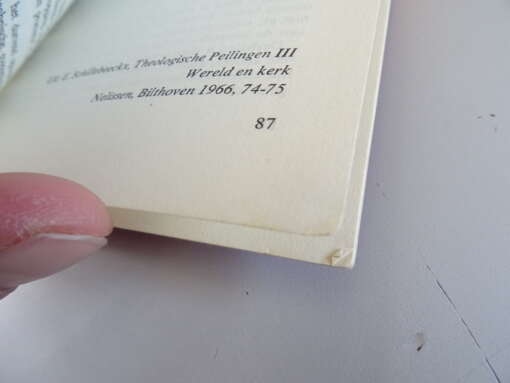 Uit: E. Schillebeeckx, Theologische Peilingen III
Wereld en kerk
Nelissen, Bilthoven 1966, 74-75
87